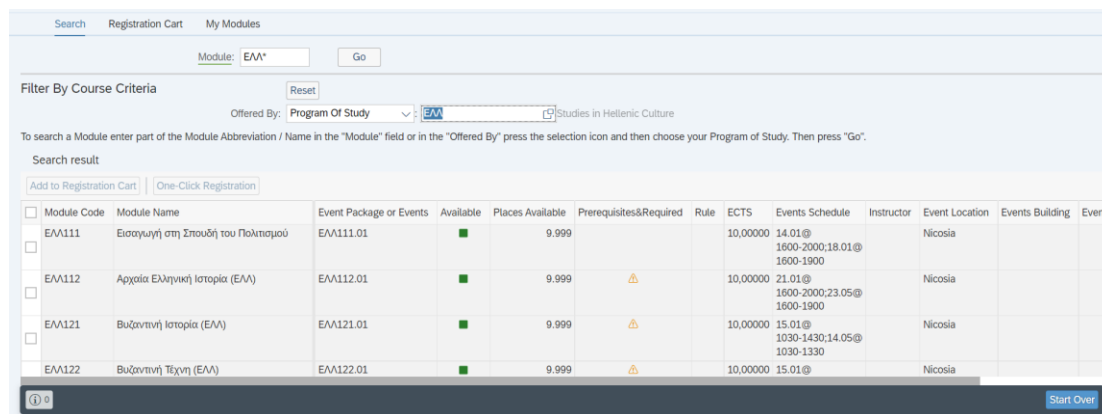 Search Registration Cart My Modules
Module: ΕΛΛ* Go
Filter By Course Criteria Reset
Offered By: Program Of Study : ΕΛΛ Studies in Hellenic Culture
To search a Module enter part of the Module Abbreviation / Name in the "Module" field or in the "Offered By" press the selection icon and then choose your Program of Study. Then press "Go".
Search result
Add to Registration Cart One-Click Registration
Module Code Module Name Event Package or Events Available Places Available Prerequisites&Required Rule ECTS Events Schedule Instructor Event Location Events Building Ever
ΕΛΛ111 Εισαγωγή στη Σπουδή του Πολιτισμού ΕΛΛ111.01 9.999 10,00000 14.01@ Nicosia
1600-2000;18.01@
1600-1900
ΕΛΛ112 Αρχαία Ελληνική Ιστορία (ΕΛΛ) ΕΛΛ112.01 9.999 10,00000 21.01@ Nicosia
1600-2000;23.05@
1600-1900
ΕΛΛ121 Βυζαντινή Ιστορία (ΕΛΛ) ΕΛΛ121.01 9.999 10,00000 15.01@ Nicosia
1030-1430;14.05@
1030-1330
ΕΛΛ122 Βυζαντινή Τέχνη (ΕΛΛ) ΕΛΛ122.01 9.999 10,00000 15.01@ Nicosia
0 Start Over